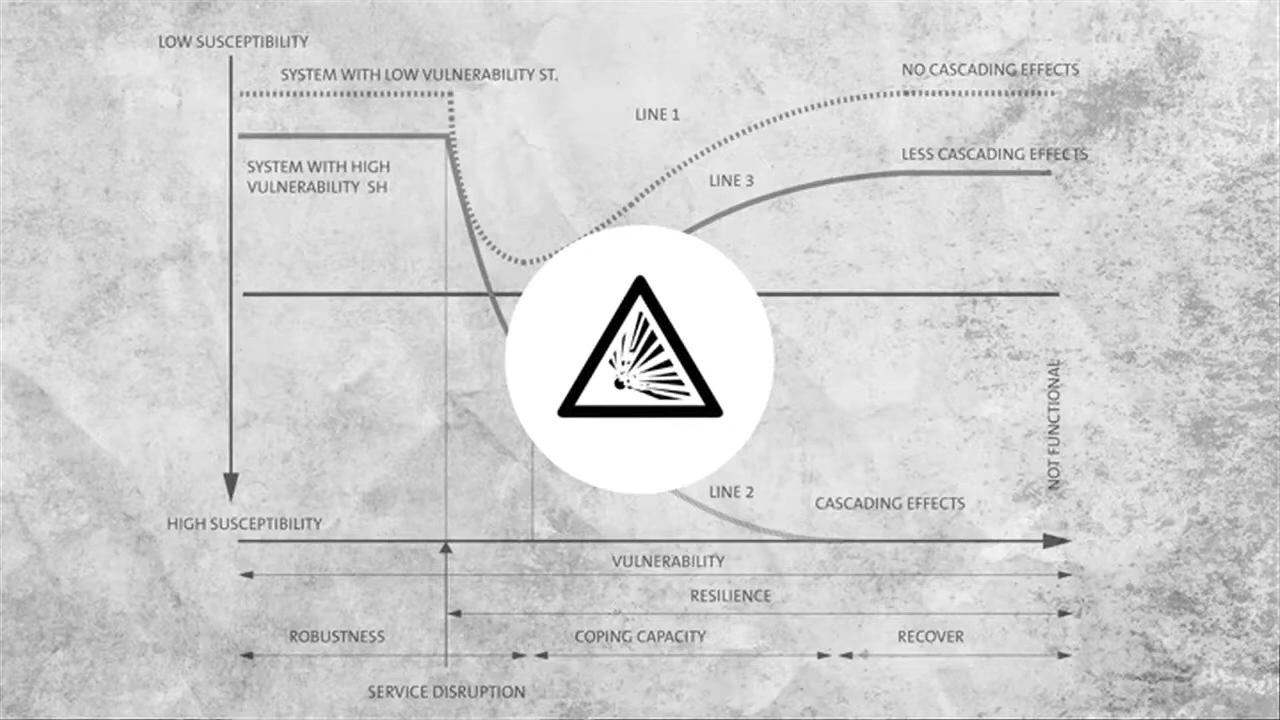 LOW SUSCEPTIBILITY
SYSTEM WITH LOW VULNERABILITY ST.
NO CASCADING EFFECTS
LINE 1
LESS CASCADING EFFECTS
SYSTEM WITH HIGH
VULNERABILITY SH
LINE 3
NOT FUNCTIONAL
LINE 2
CASCADING EFFECTS
HIGH SUSCEPTIBILITY
VULNERABILITY
RESILIENCE
ROBUSTNESS
COPING CAPACITY
RECOVER
SERVICE DISRUPTION